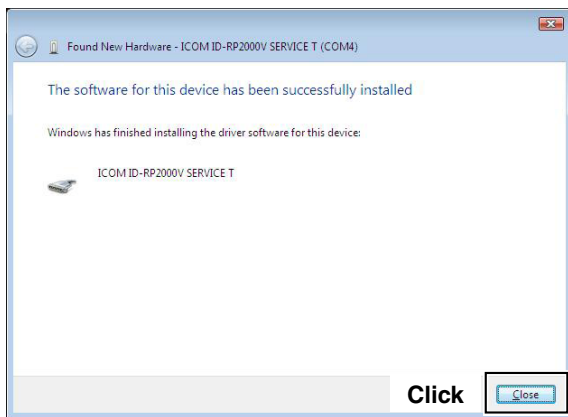 Found New Hardware - ICOM ID-RP2000V SERVICE T (COM4)
The software for this device has been successfully installed
Windows has finished installing the driver software for this device:
ICOM ID-RP2000V SERVICE T
Click Close